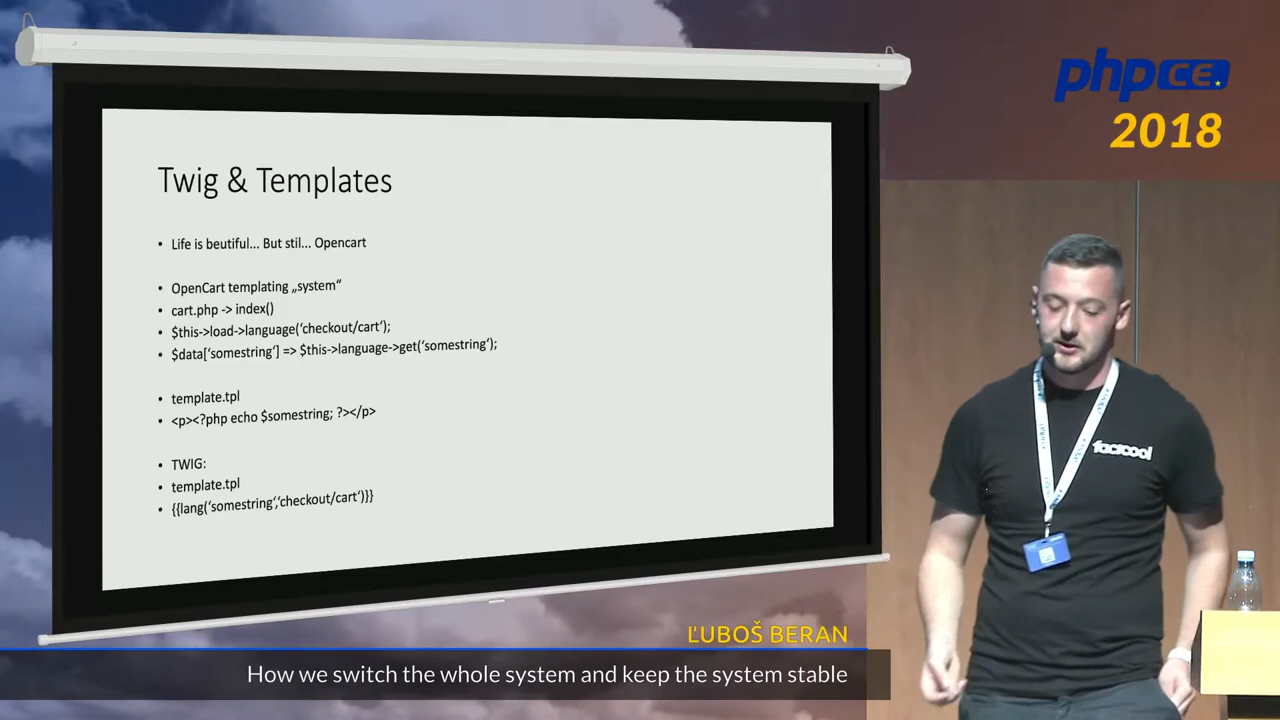 phpce
2018
Twig & Templates
• Life is beutiful... But stil... Opencart
• OpenCart templating „system“
• cart.php -> index()
• $this->load->language(‘checkout/cart‘);
• $data[‘somestring‘] => $this->language->get(‘somestring‘);
• template.tpl
• <p><?php echo $somestring; ?></p>
• TWIG:
• template.tpl
• {{lang(‘somestring‘,‘checkout/cart‘)}}
factcool
ĽUBOŠ BERAN
How we switch the whole system and keep the system stable